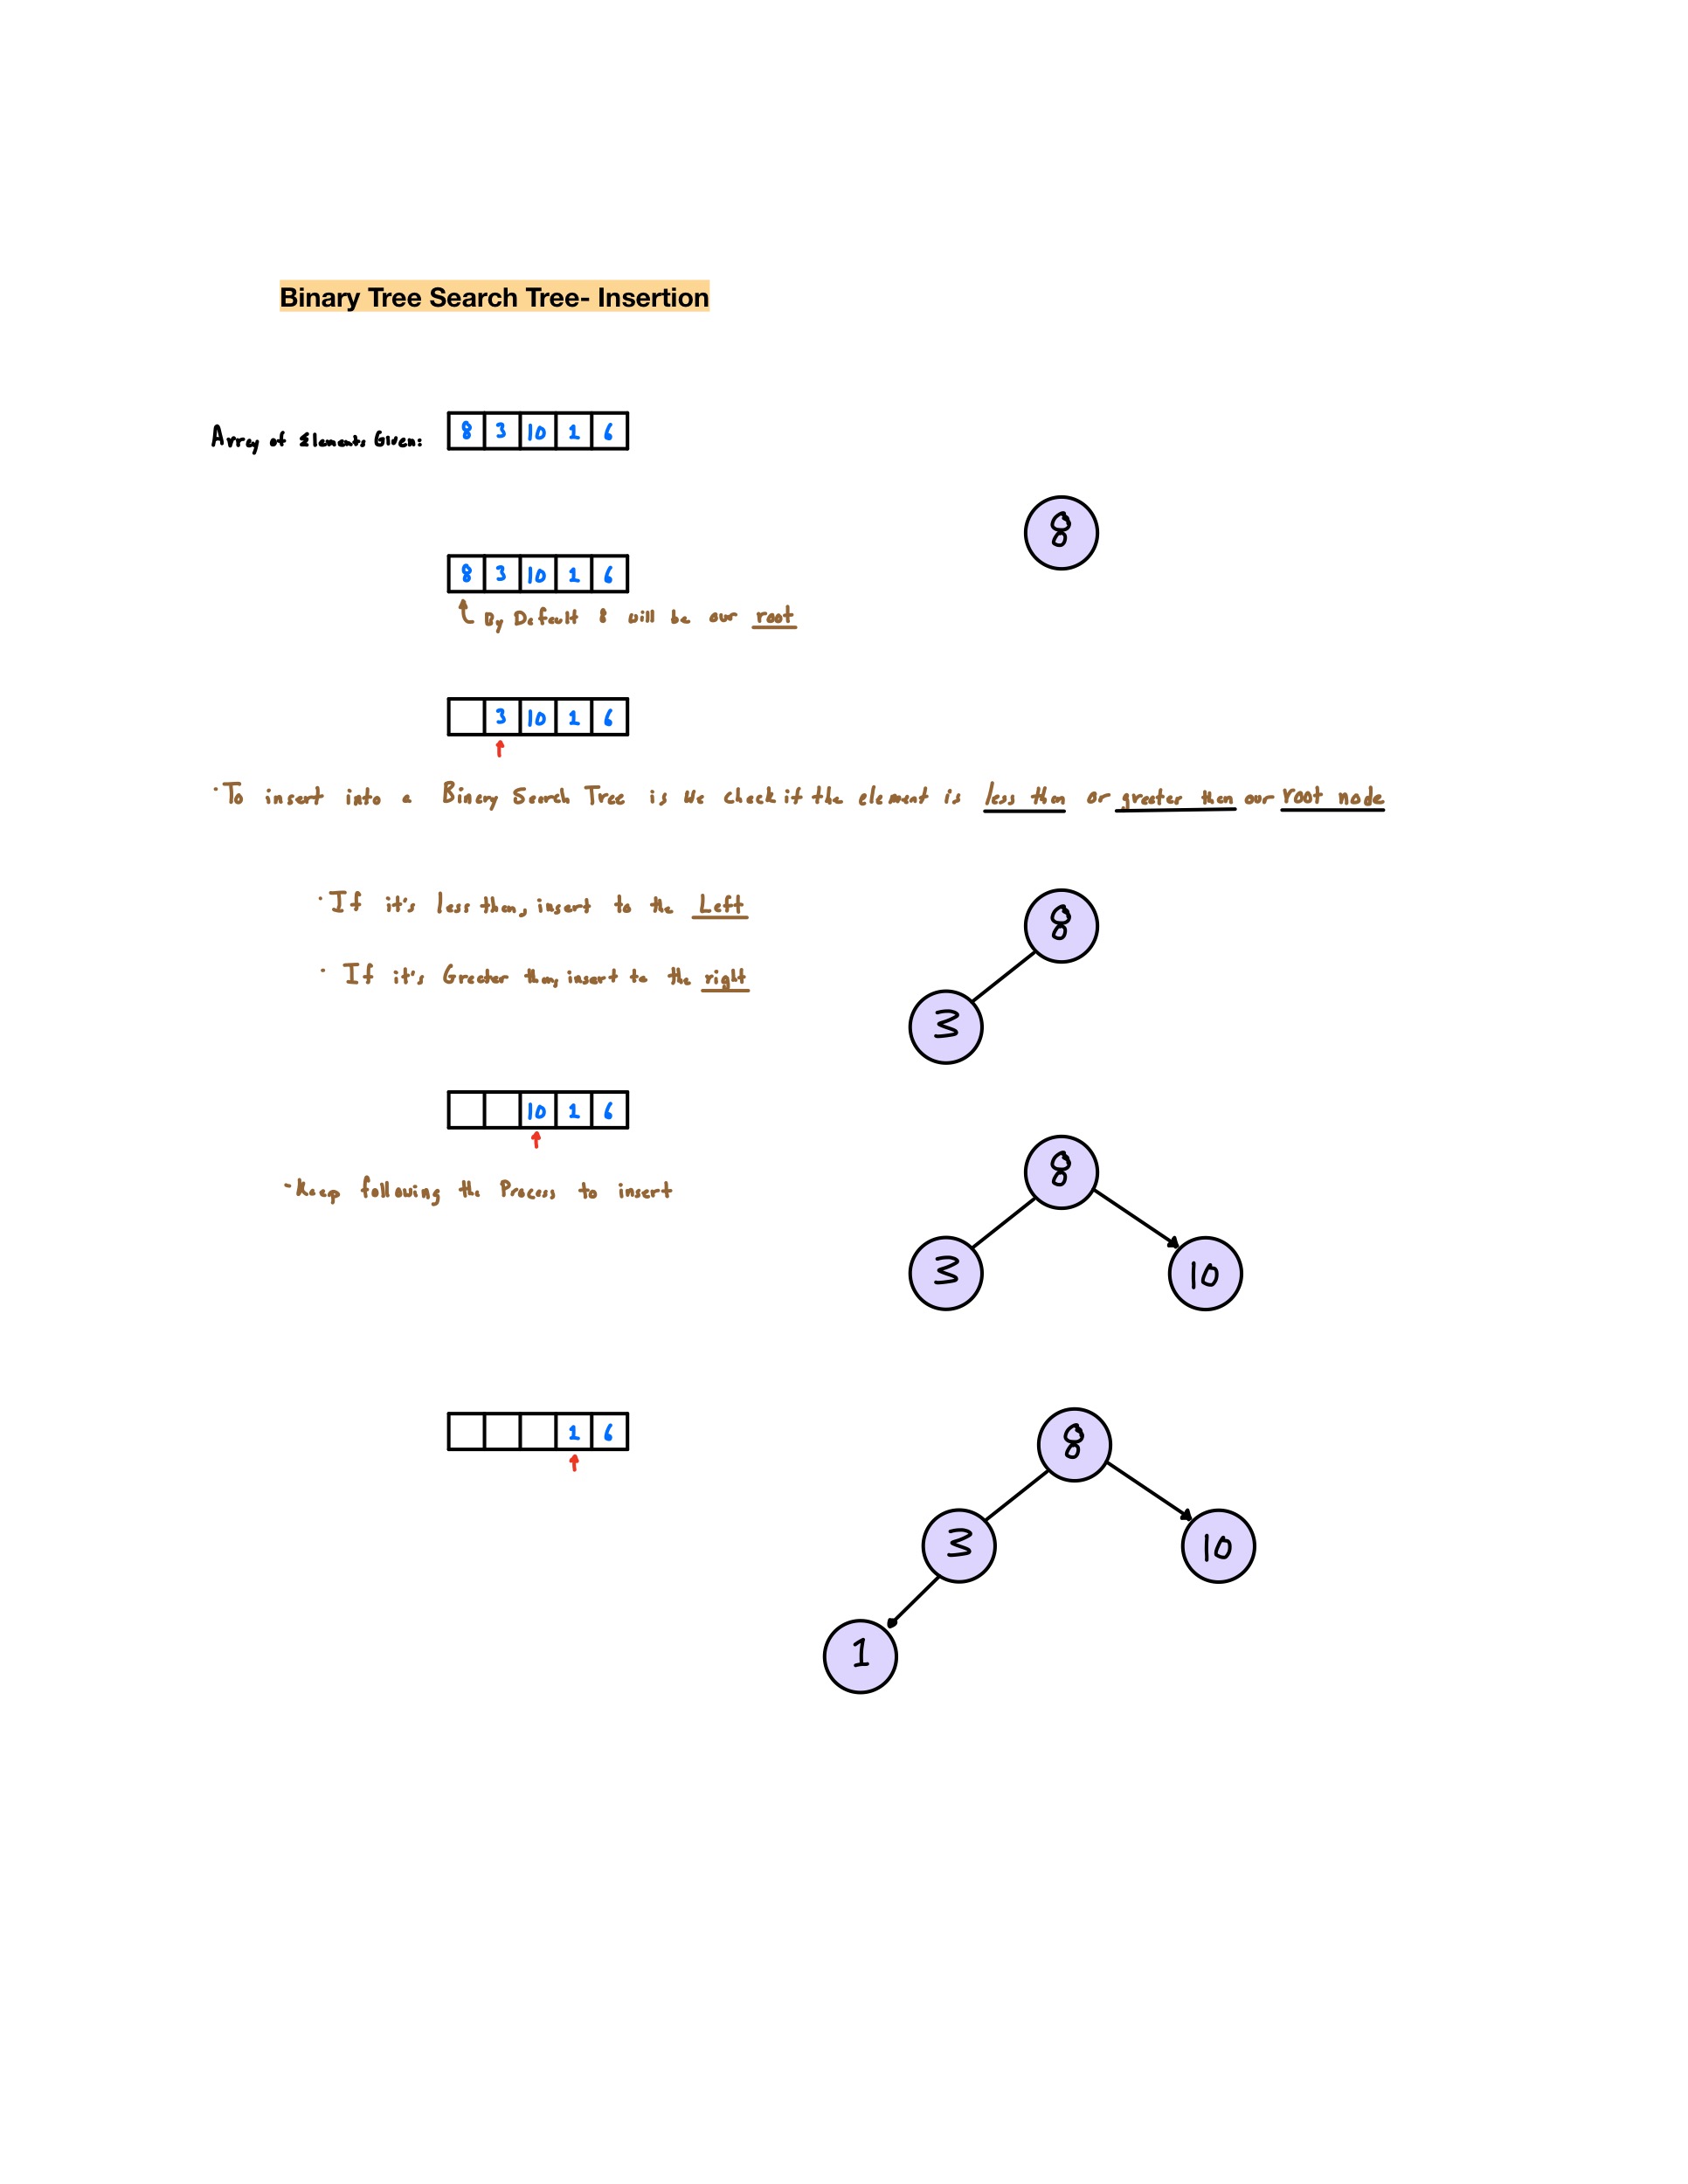 Binary Tree Search Tree- Insertion
Array of Elements Given: 8 3 10 1 6
8
8 3 10 1 6
By Default 8 will be our root
3 10 1 6
·To insert into a Binary Search Tree is we check if the element is less than or greater than our root node
·If it's less than, insert to the Left
8
· If it's Greater than, insert to the right
3
10 1 6
8
-Keep following the Process to insert
3 10
1 6
8
3 10
1